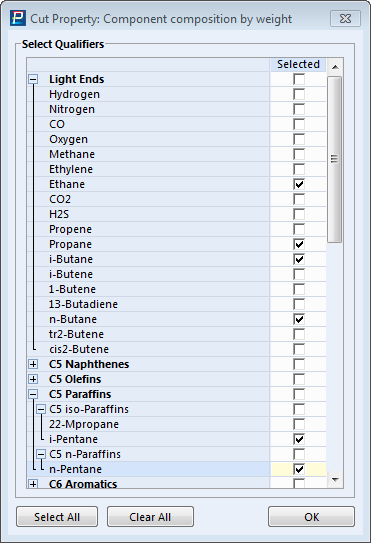 Cut Property: Component composition by weight
Select Qualifiers
Selected
Light Ends
Hydrogen
Nitrogen
CO
Oxygen
Methane
Ethylene
Ethane
CO2
H2S
Propene
Propane
i-Butane
i-Butene
1-Butene
13-Butadiene
n-Butane
tr2-Butene
cis2-Butene
C5 Naphthenes
C5 Olefins
C5 Paraffins
C5 iso-Paraffins
22-Mpropane
i-Pentane
C5 n-Paraffins
n-Pentane
C6 Aromatics
Select All Clear All OK